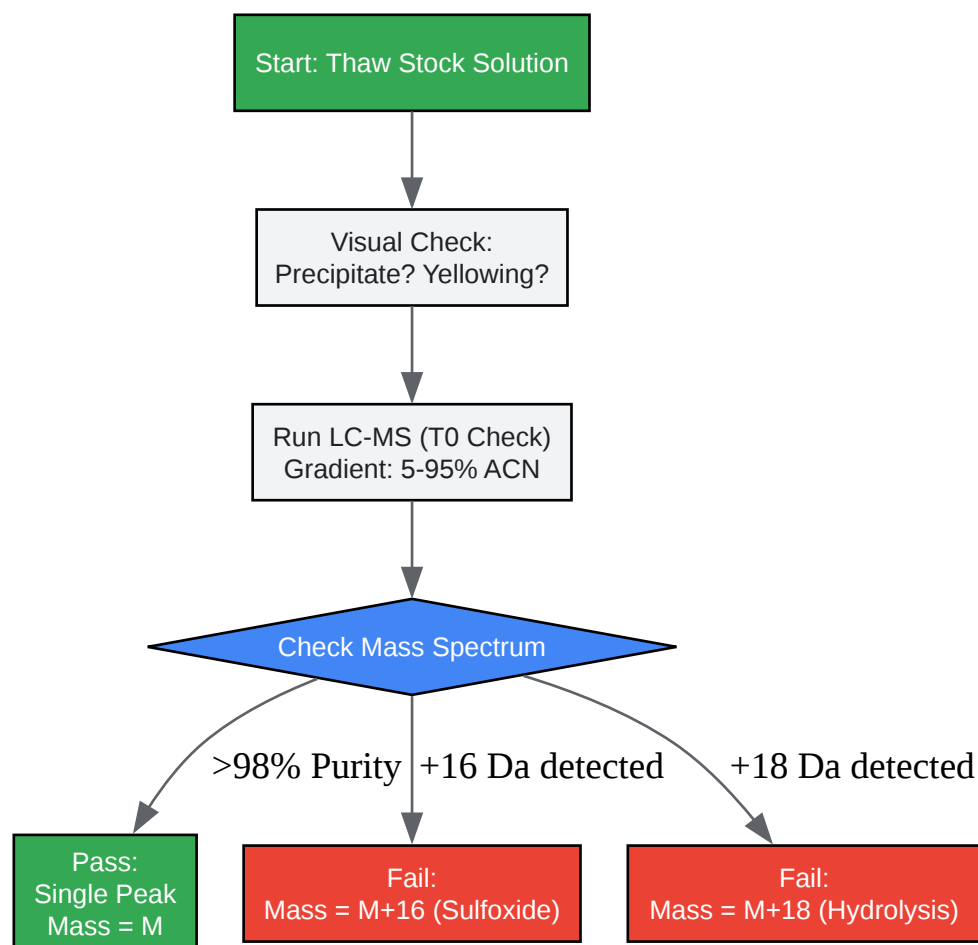 Start: Thaw Stock Solution
Visual Check:
Precipitate? Yellowing?
Run LC-MS (T0 Check)
Gradient: 5-95% ACN
Check Mass Spectrum
>98% Purity
+16 Da detected
+18 Da detected
Pass:
Single Peak
Mass = M
Fail:
Mass = M+16 (Sulfoxide)
Fail:
Mass = M+18 (Hydrolysis)